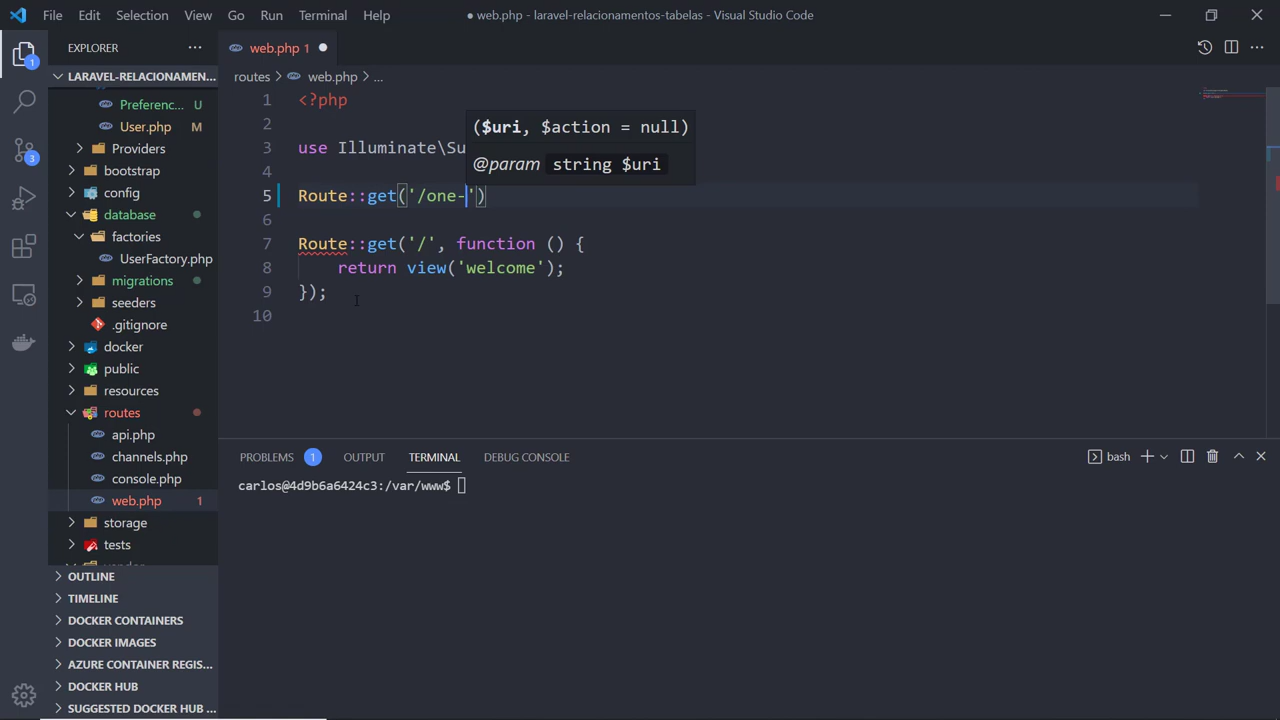 File Edit Selection View Go Run Terminal Help
● web.php - laravel-relacionamentos-tabelas - Visual Studio Code
EXPLORER
LARAVEL-RELACIONAMEN...
Preferenc... U
User.php M
Providers
bootstrap
config
database
factories
UserFactory.php
migrations
seeders
.gitignore
docker
public
resources
routes
api.php
channels.php
console.php
web.php 1
storage
tests
OUTLINE
TIMELINE
DOCKER CONTAINERS
DOCKER IMAGES
AZURE CONTAINER REGIS...
DOCKER HUB
SUGGESTED DOCKER HUB ...
1
3
web.php 1
routes > web.php > ...
1 <?php
2
3 use Illuminate\Su
4
5 Route::get('/one-')
6
7 Route::get('/', function () {
8 return view('welcome');
9 });
10
($uri, $action = null)
@param string $uri
PROBLEMS 1 OUTPUT TERMINAL DEBUG CONSOLE
bash
carlos@4d9b6a6424c3:/var/www$